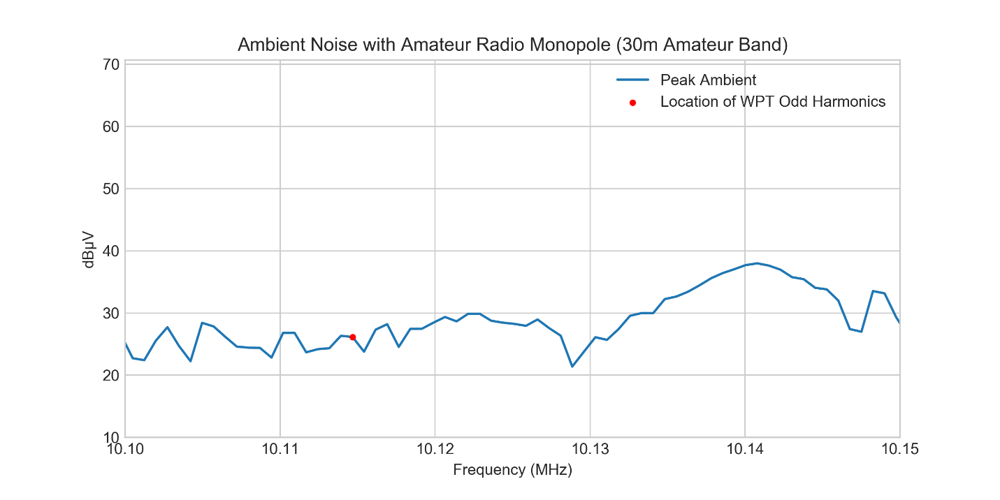 Ambient Noise with Amateur Radio Monopole (30m Amateur Band)
Peak Ambient
Location of WPT Odd Harmonics
70
60
50
40
30
20
10
dBµV
10.10 10.11 10.12 10.13 10.14 10.15
Frequency (MHz)